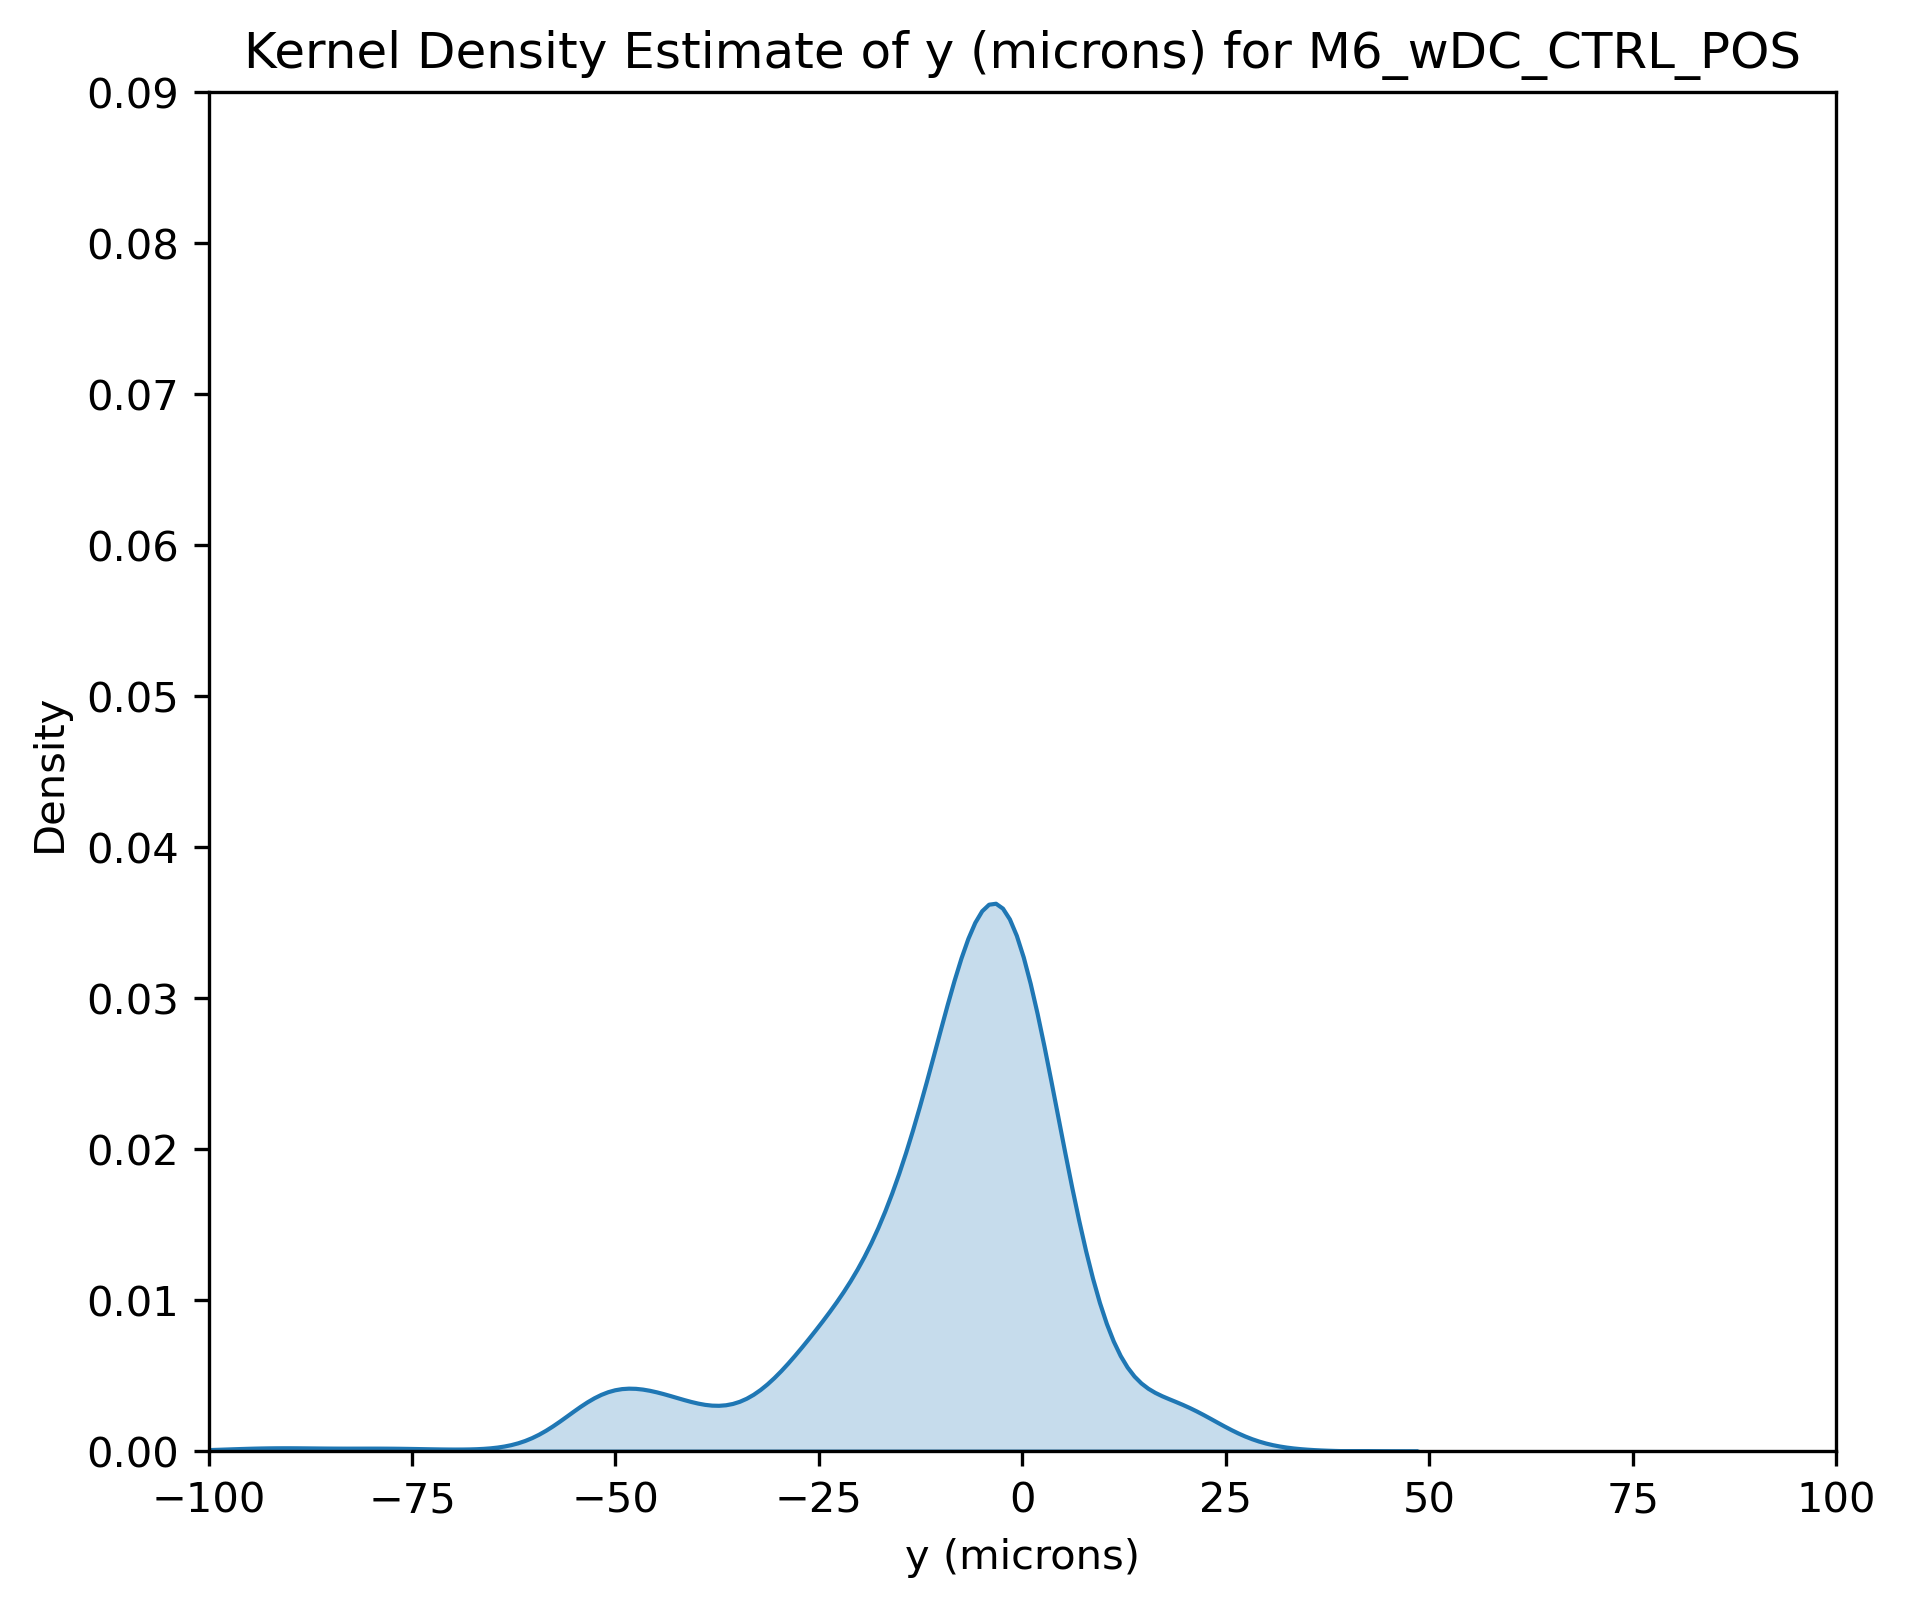 Kernel Density Estimate of y (microns) for M6_wDC_CTRL_POS
0.09
0.08
0.07
0.06
0.05
0.04
0.03
0.02
0.01
0.00
Density
−100 −75 −50 −25 0 25 50 75 100
y (microns)